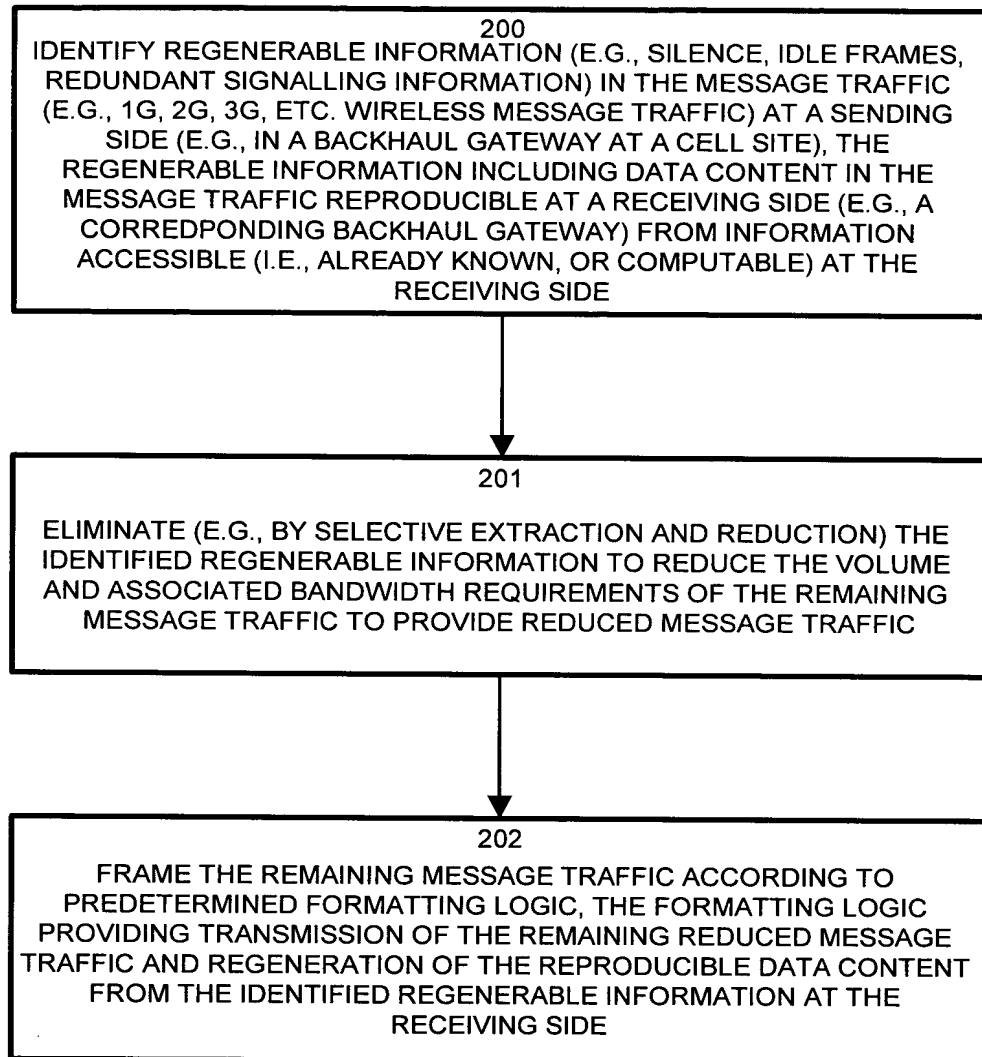 200
IDENTIFY REGENERABLE INFORMATION (E.G., SILENCE, IDLE FRAMES,
REDUNDANT SIGNALLING INFORMATION) IN THE MESSAGE TRAFFIC
(E.G., 1G, 2G, 3G, ETC. WIRELESS MESSAGE TRAFFIC) AT A SENDING
SIDE (E.G., IN A BACKHAUL GATEWAY AT A CELL SITE), THE
REGENERABLE INFORMATION INCLUDING DATA CONTENT IN THE
MESSAGE TRAFFIC REPRODUCIBLE AT A RECEIVING SIDE (E.G., A
CORREDPONDING BACKHAUL GATEWAY) FROM INFORMATION
ACCESSIBLE (I.E., ALREADY KNOWN, OR COMPUTABLE) AT THE
RECEIVING SIDE
201
ELIMINATE (E.G., BY SELECTIVE EXTRACTION AND REDUCTION) THE
IDENTIFIED REGENERABLE INFORMATION TO REDUCE THE VOLUME
AND ASSOCIATED BANDWIDTH REQUIREMENTS OF THE REMAINING
MESSAGE TRAFFIC TO PROVIDE REDUCED MESSAGE TRAFFIC
202
FRAME THE REMAINING MESSAGE TRAFFIC ACCORDING TO
PREDETERMINED FORMATTING LOGIC, THE FORMATTING LOGIC
PROVIDING TRANSMISSION OF THE REMAINING REDUCED MESSAGE
TRAFFIC AND REGENERATION OF THE REPRODUCIBLE DATA CONTENT
FROM THE IDENTIFIED REGENERABLE INFORMATION AT THE
RECEIVING SIDE